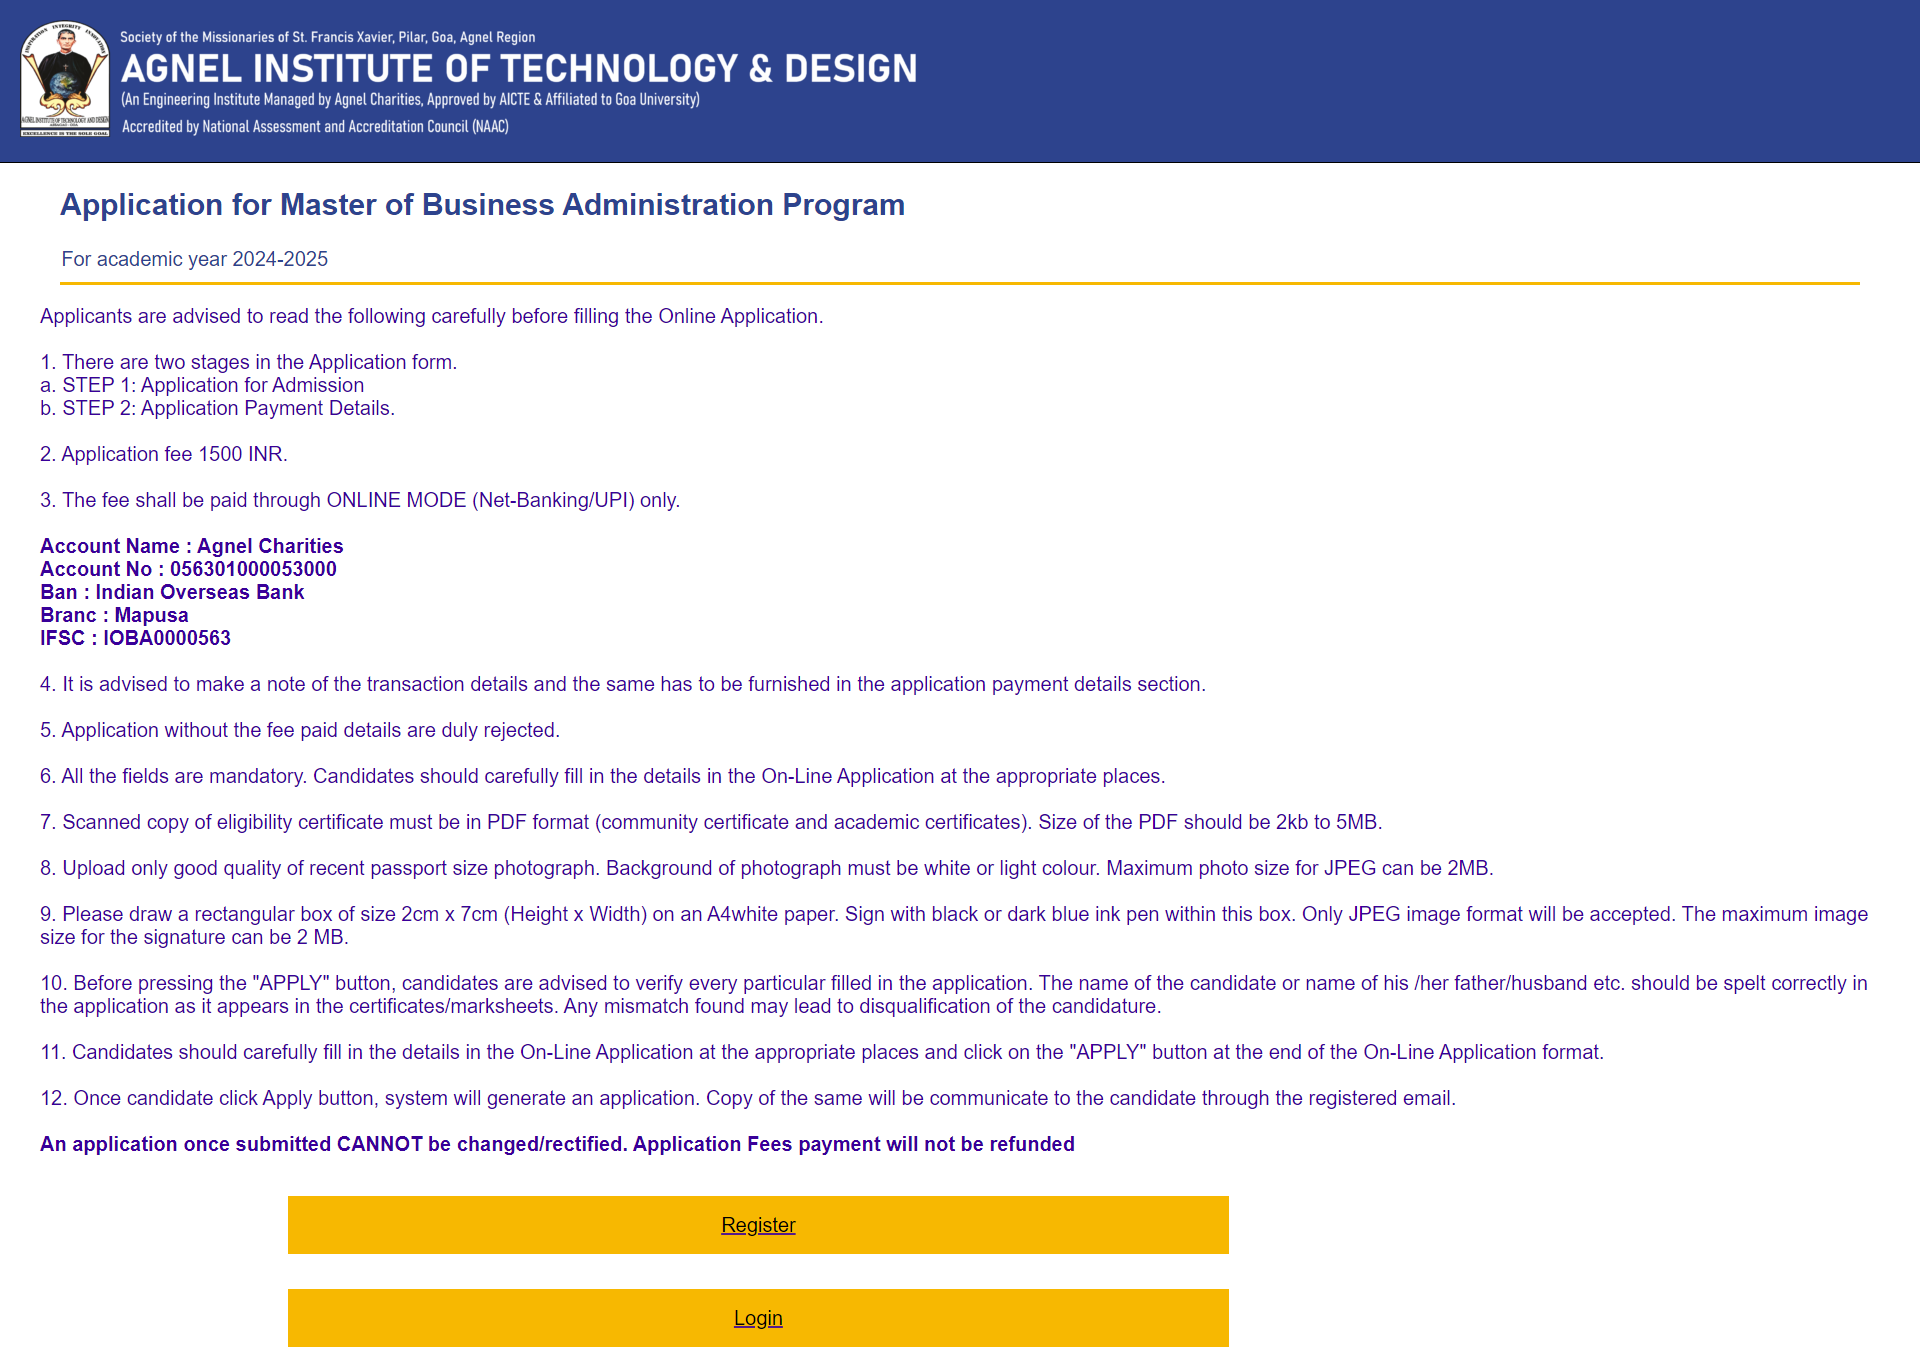 INSPIRATION INTEGRITY INNOVATION
AGNEL INSTITUTE OF TECHNOLOGY AND DESIGN
ASSAGAO - GOA
EXCELLENCE IS THE SOLE GOAL
Society of the Missionaries of St. Francis Xavier, Pilar, Goa, Agnel Region
AGNEL INSTITUTE OF TECHNOLOGY & DESIGN
(An Engineering Institute Managed by Agnel Charities, Approved by AICTE & Affiliated to Goa University)
Accredited by National Assessment and Accreditation Council (NAAC)
Application for Master of Business Administration Program
For academic year 2024-2025
Applicants are advised to read the following carefully before filling the Online Application.
1. There are two stages in the Application form.
a. STEP 1: Application for Admission
b. STEP 2: Application Payment Details.
2. Application fee 1500 INR.
3. The fee shall be paid through ONLINE MODE (Net-Banking/UPI) only.
Account Name : Agnel Charities
Account No : 056301000053000
Ban : Indian Overseas Bank
Branc : Mapusa
IFSC : IOBA0000563
4. It is advised to make a note of the transaction details and the same has to be furnished in the application payment details section.
5. Application without the fee paid details are duly rejected.
6. All the fields are mandatory. Candidates should carefully fill in the details in the On-Line Application at the appropriate places.
7. Scanned copy of eligibility certificate must be in PDF format (community certificate and academic certificates). Size of the PDF should be 2kb to 5MB.
8. Upload only good quality of recent passport size photograph. Background of photograph must be white or light colour. Maximum photo size for JPEG can be 2MB.
9. Please draw a rectangular box of size 2cm x 7cm (Height x Width) on an A4white paper. Sign with black or dark blue ink pen within this box. Only JPEG image format will be accepted. The maximum image
size for the signature can be 2 MB.
10. Before pressing the "APPLY" button, candidates are advised to verify every particular filled in the application. The name of the candidate or name of his /her father/husband etc. should be spelt correctly in
the application as it appears in the certificates/marksheets. Any mismatch found may lead to disqualification of the candidature.
11. Candidates should carefully fill in the details in the On-Line Application at the appropriate places and click on the "APPLY" button at the end of the On-Line Application format.
12. Once candidate click Apply button, system will generate an application. Copy of the same will be communicate to the candidate through the registered email.
An application once submitted CANNOT be changed/rectified. Application Fees payment will not be refunded
Register
Login